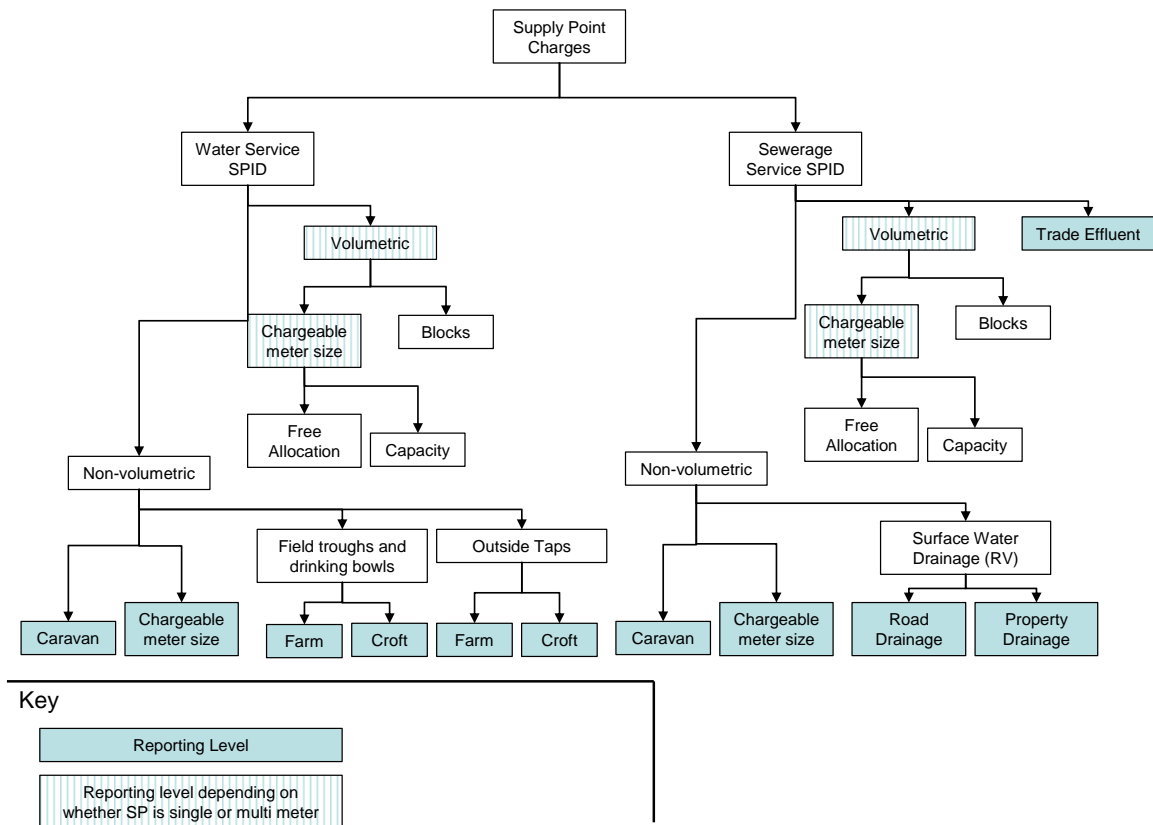 Supply Point
Charges
Water Service
SPID
Sewerage
Service SPID
Volumetric
Volumetric
Trade Effluent
Chargeable
meter size
Blocks
Chargeable
meter size
Blocks
Free
Allocation
Capacity
Free
Allocation
Capacity
Non-volumetric
Non-volumetric
Field troughs and
drinking bowls
Outside Taps
Surface Water
Drainage (RV)
Caravan
Chargeable
meter size
Farm
Croft
Farm
Croft
Caravan
Chargeable
meter size
Road
Drainage
Property
Drainage
Key
Reporting Level
Reporting level depending on
whether SP is single or multi meter